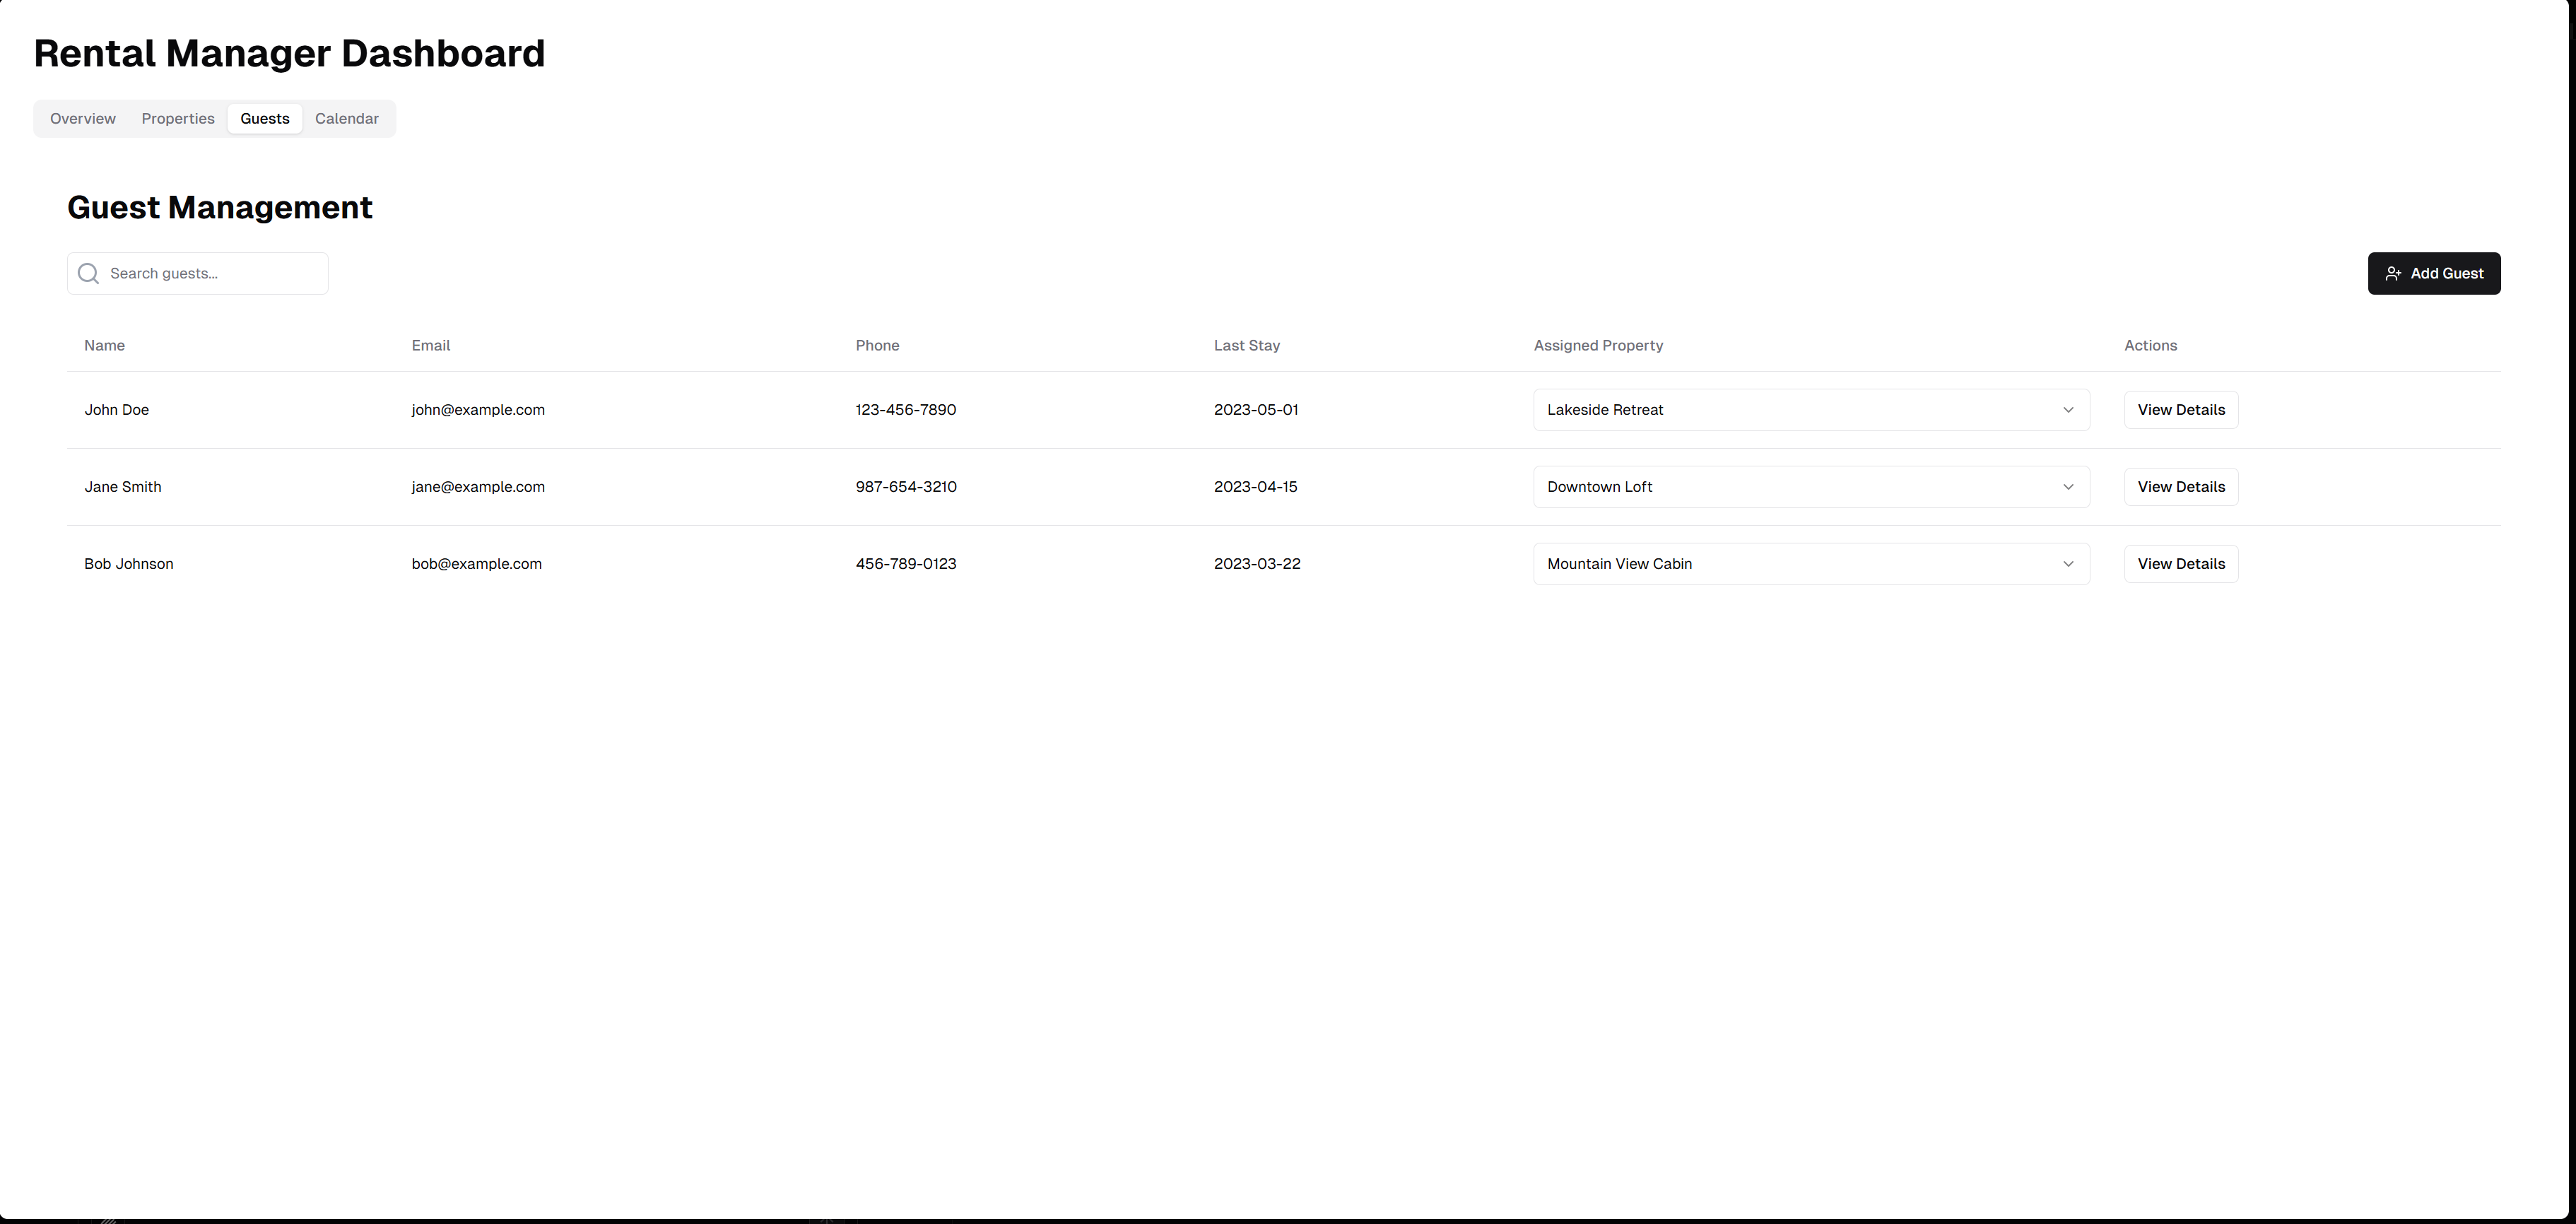 Rental Manager Dashboard
Overview Properties Guests Calendar
Guest Management
Search guests...
Add Guest
Name Email Phone Last Stay Assigned Property Actions
John Doe john@example.com 123-456-7890 2023-05-01 Lakeside Retreat View Details
Jane Smith jane@example.com 987-654-3210 2023-04-15 Downtown Loft View Details
Bob Johnson bob@example.com 456-789-0123 2023-03-22 Mountain View Cabin View Details